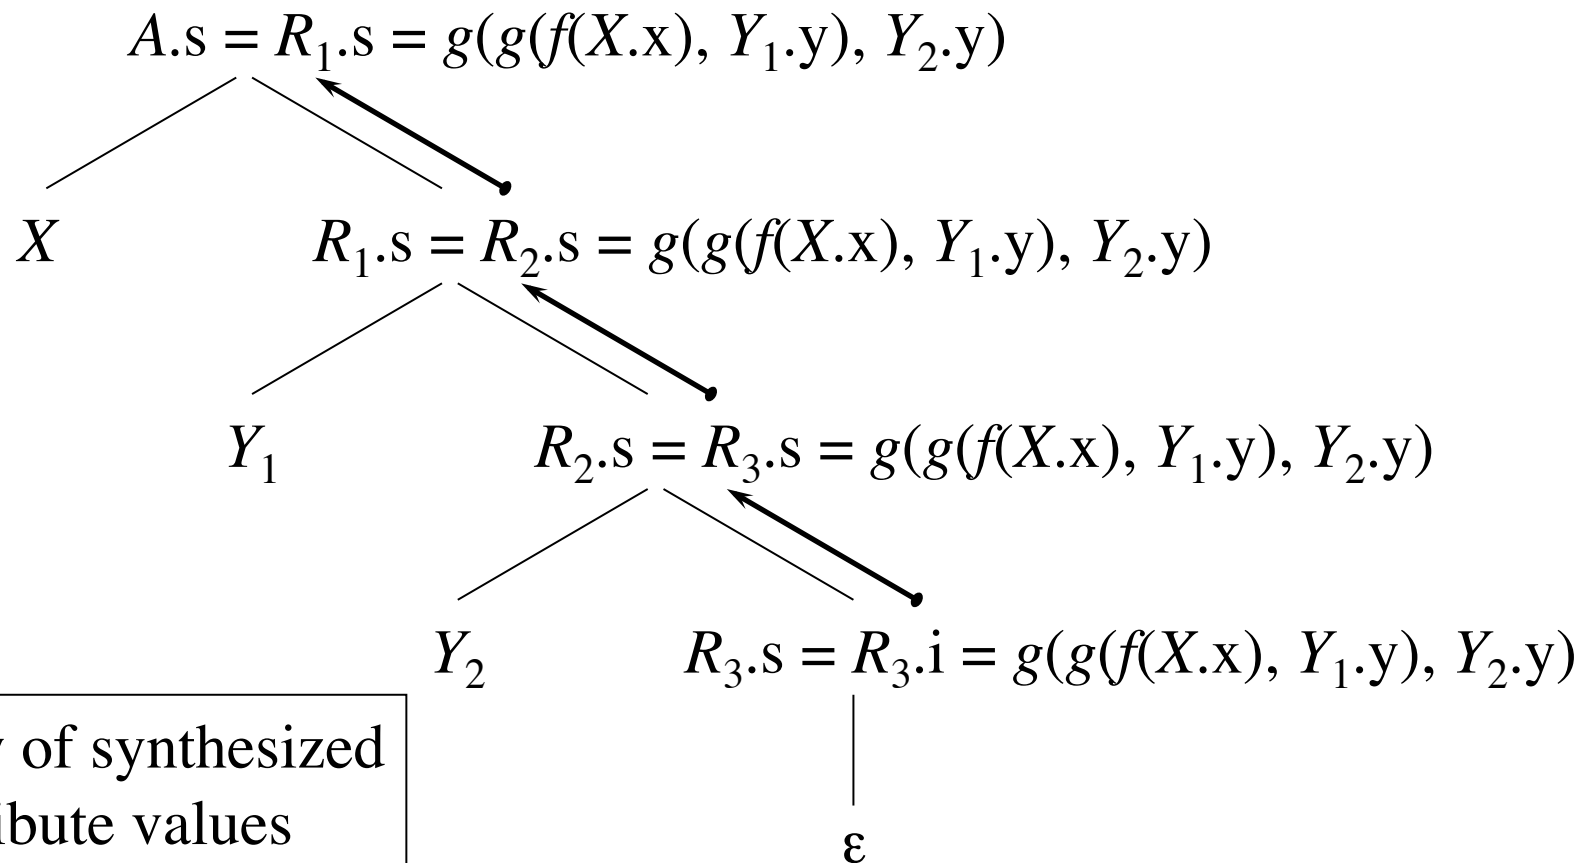 A.s = R₁.s = g(g(f(X.x), Y₁.y), Y₂.y)
X R₁.s = R₂.s = g(g(f(X.x), Y₁.y), Y₂.y)
Y₁ R₂.s = R₃.s = g(g(f(X.x), Y₁.y), Y₂.y)
Y₂ R₃.s = R₃.i = g(g(f(X.x), Y₁.y), Y₂.y)
of synthesized
values
ε